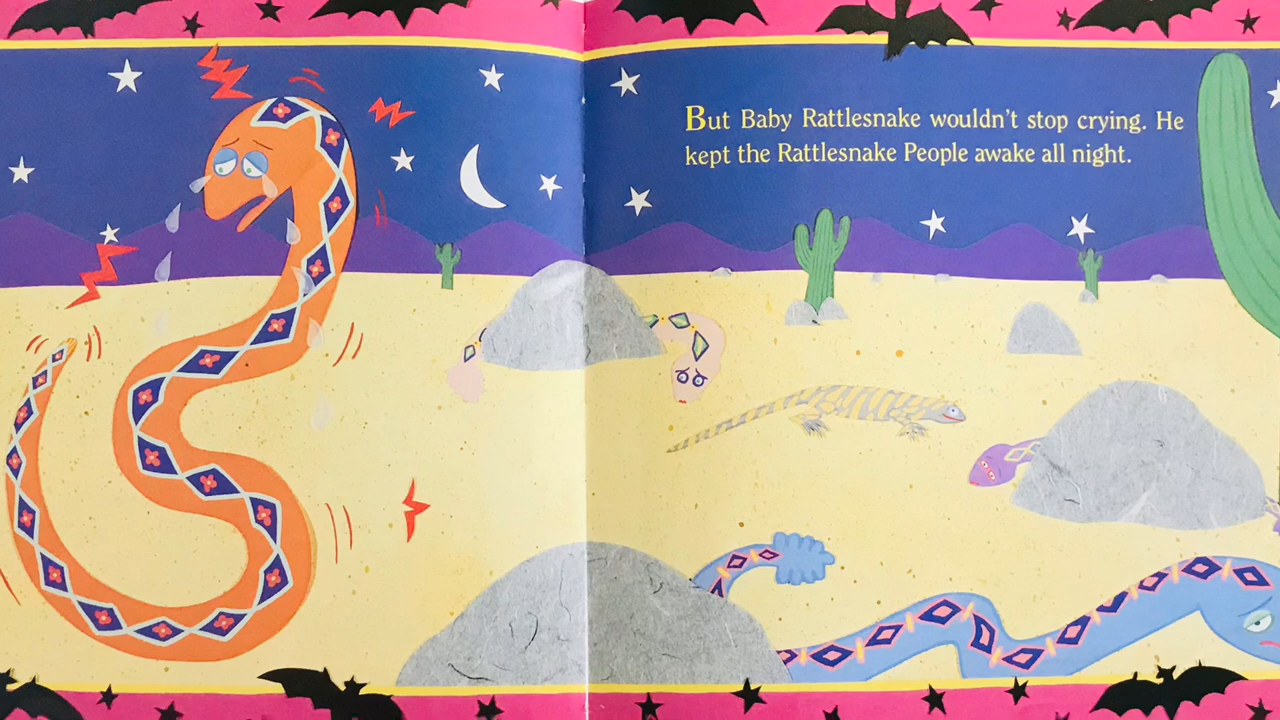 But Baby Rattlesnake wouldn't stop crying. He
kept the Rattlesnake People awake all night.